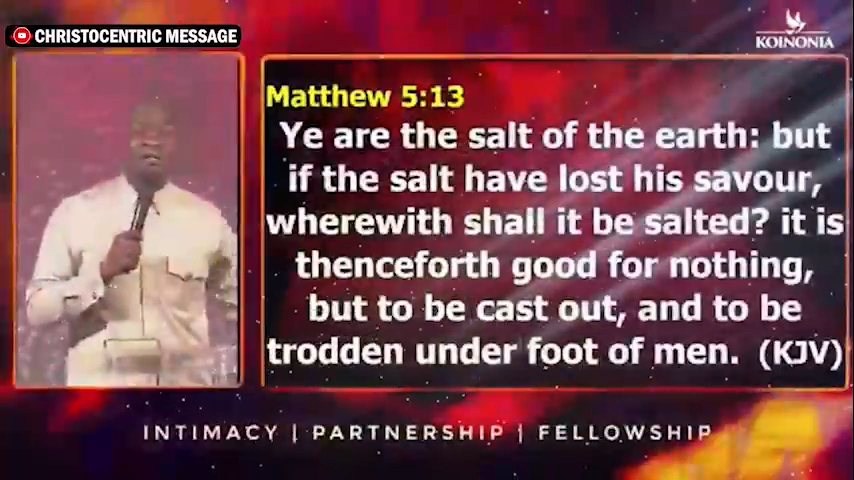 CHRISTOCENTRIC MESSAGE
KOINONIA
Matthew 5:13
Ye are the salt of the earth: but
if the salt have lost his savour,
wherewith shall it be salted? it is
thenceforth good for nothing,
but to be cast out, and to be
trodden under foot of men. (KJV)
INTIMACY | PARTNERSHIP | FELLOWSHIP